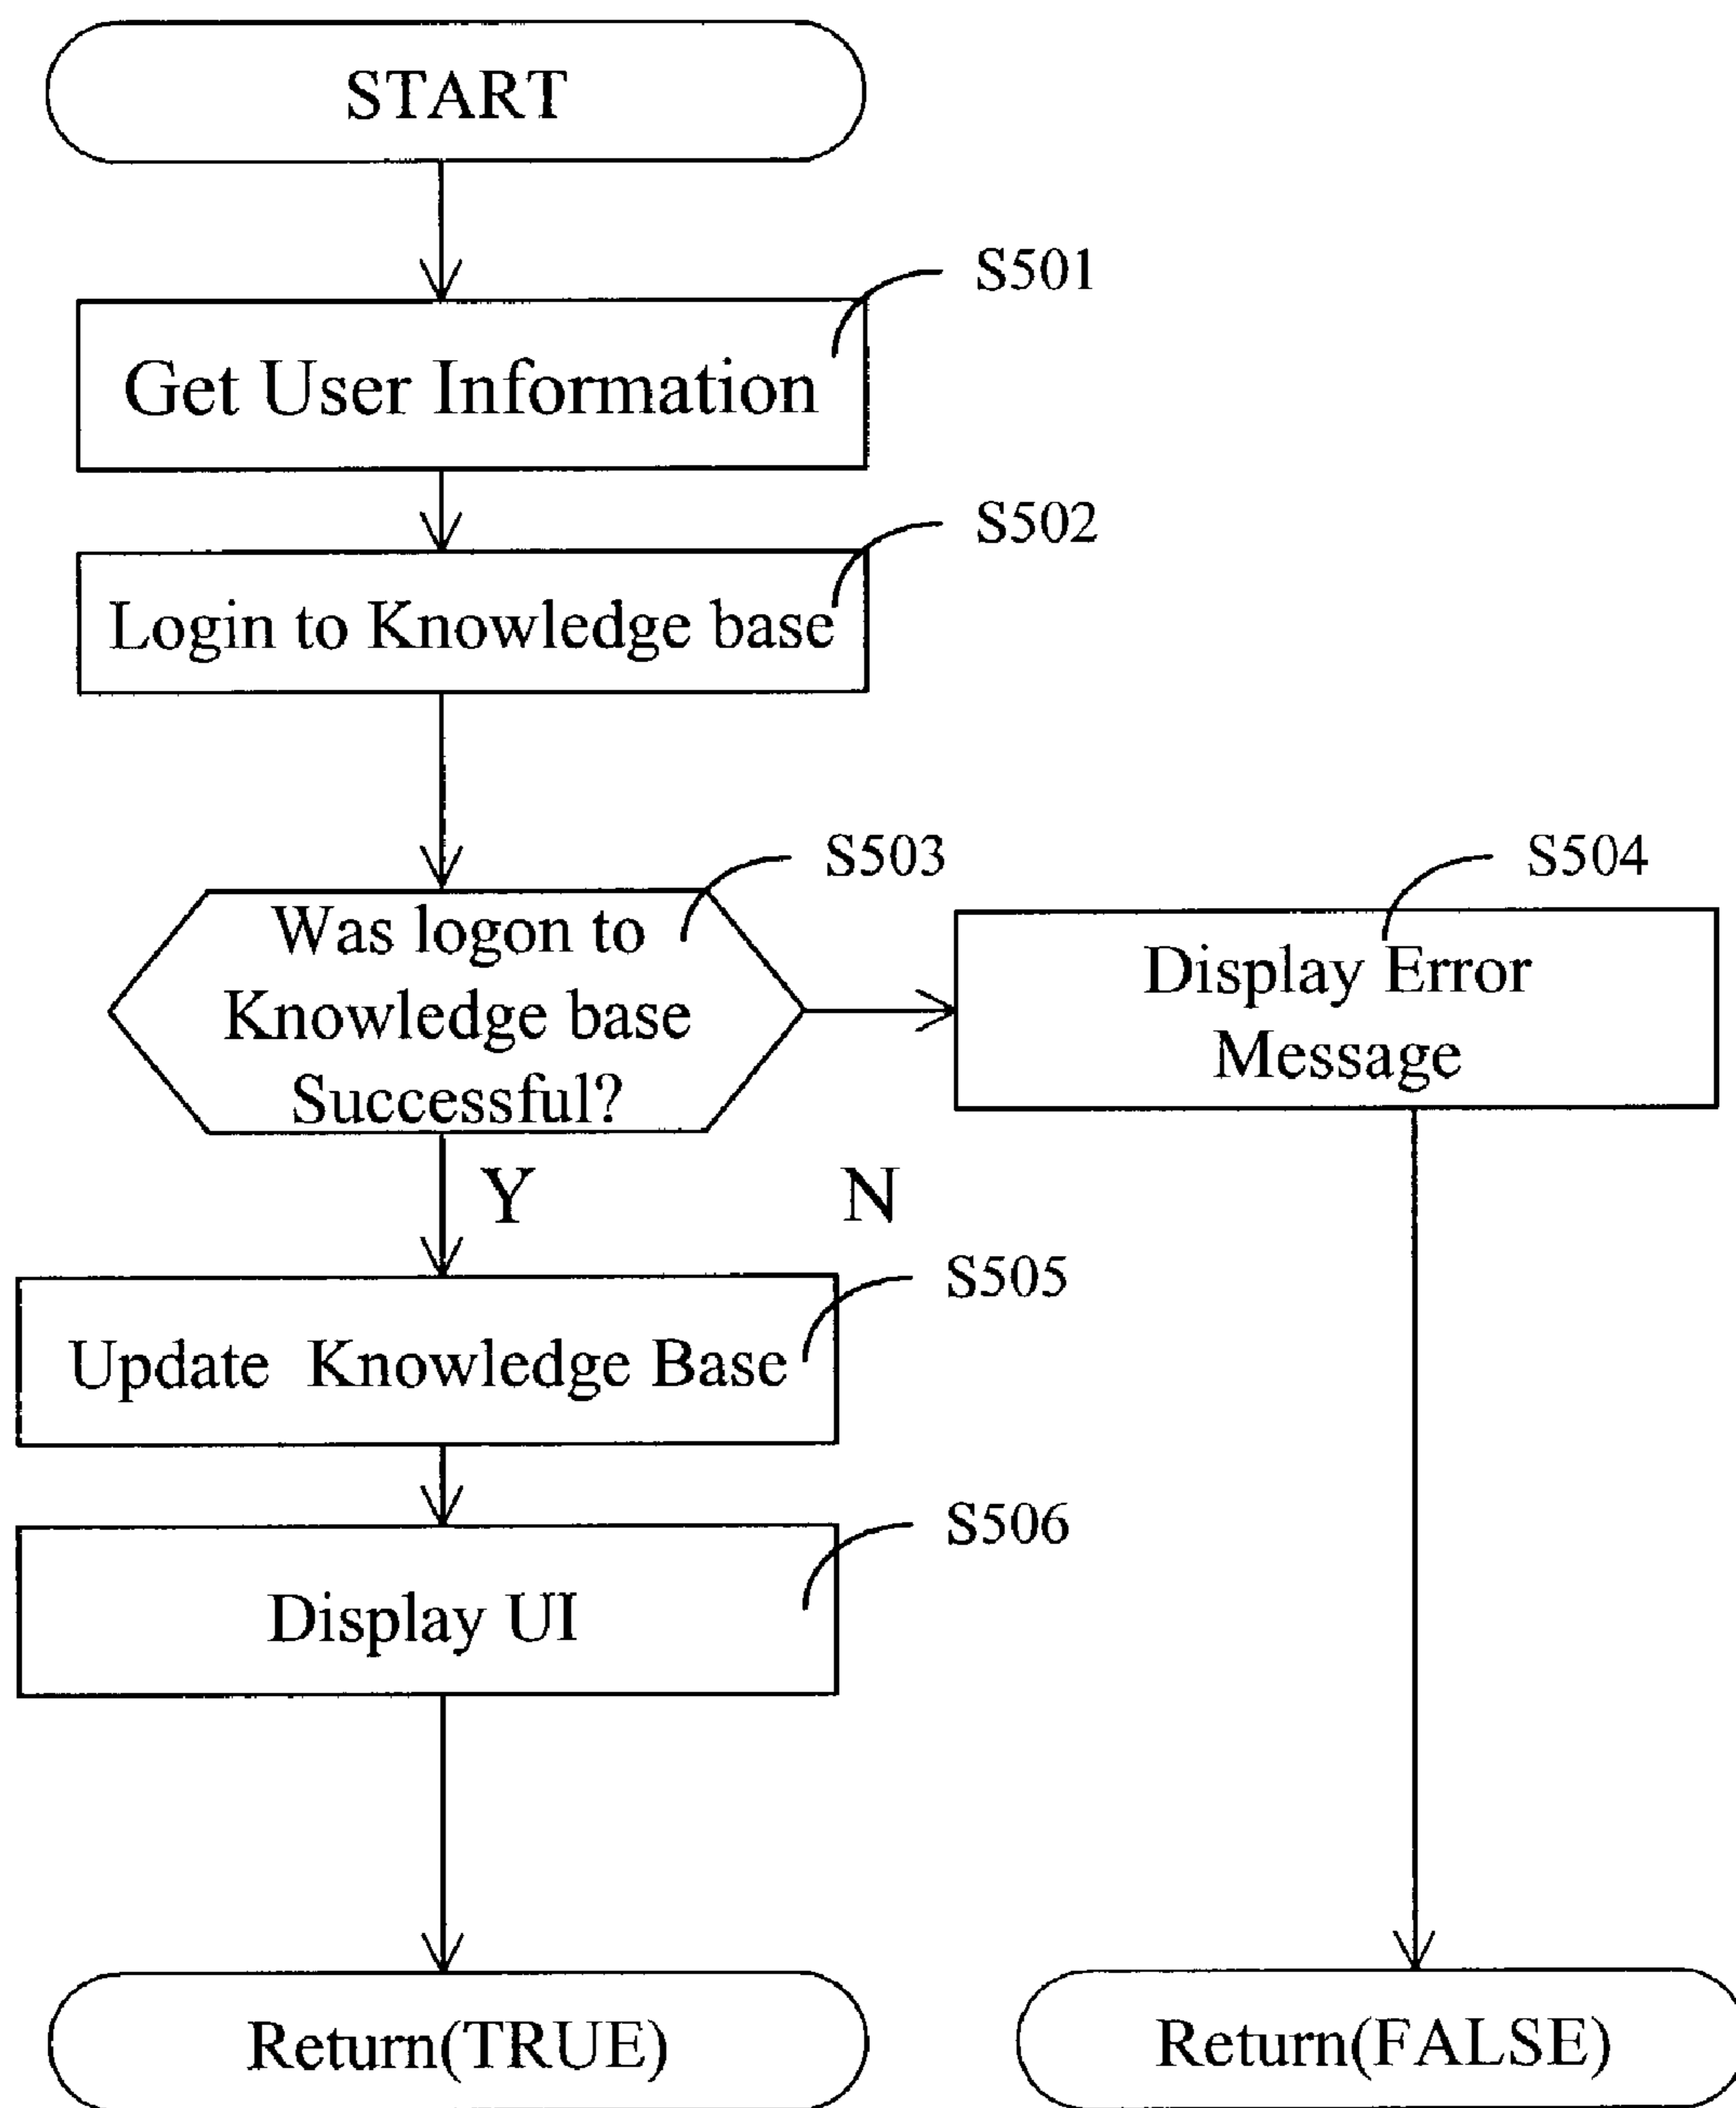 START
S501
Get User Information
S502
Login to Knowledge base
S503
Was logon to
Knowledge base
Successful?
S504
Display Error
Message
Y
N
S505
Update Knowledge Base
S506
Display UI
Return(TRUE)
Return(FALSE)